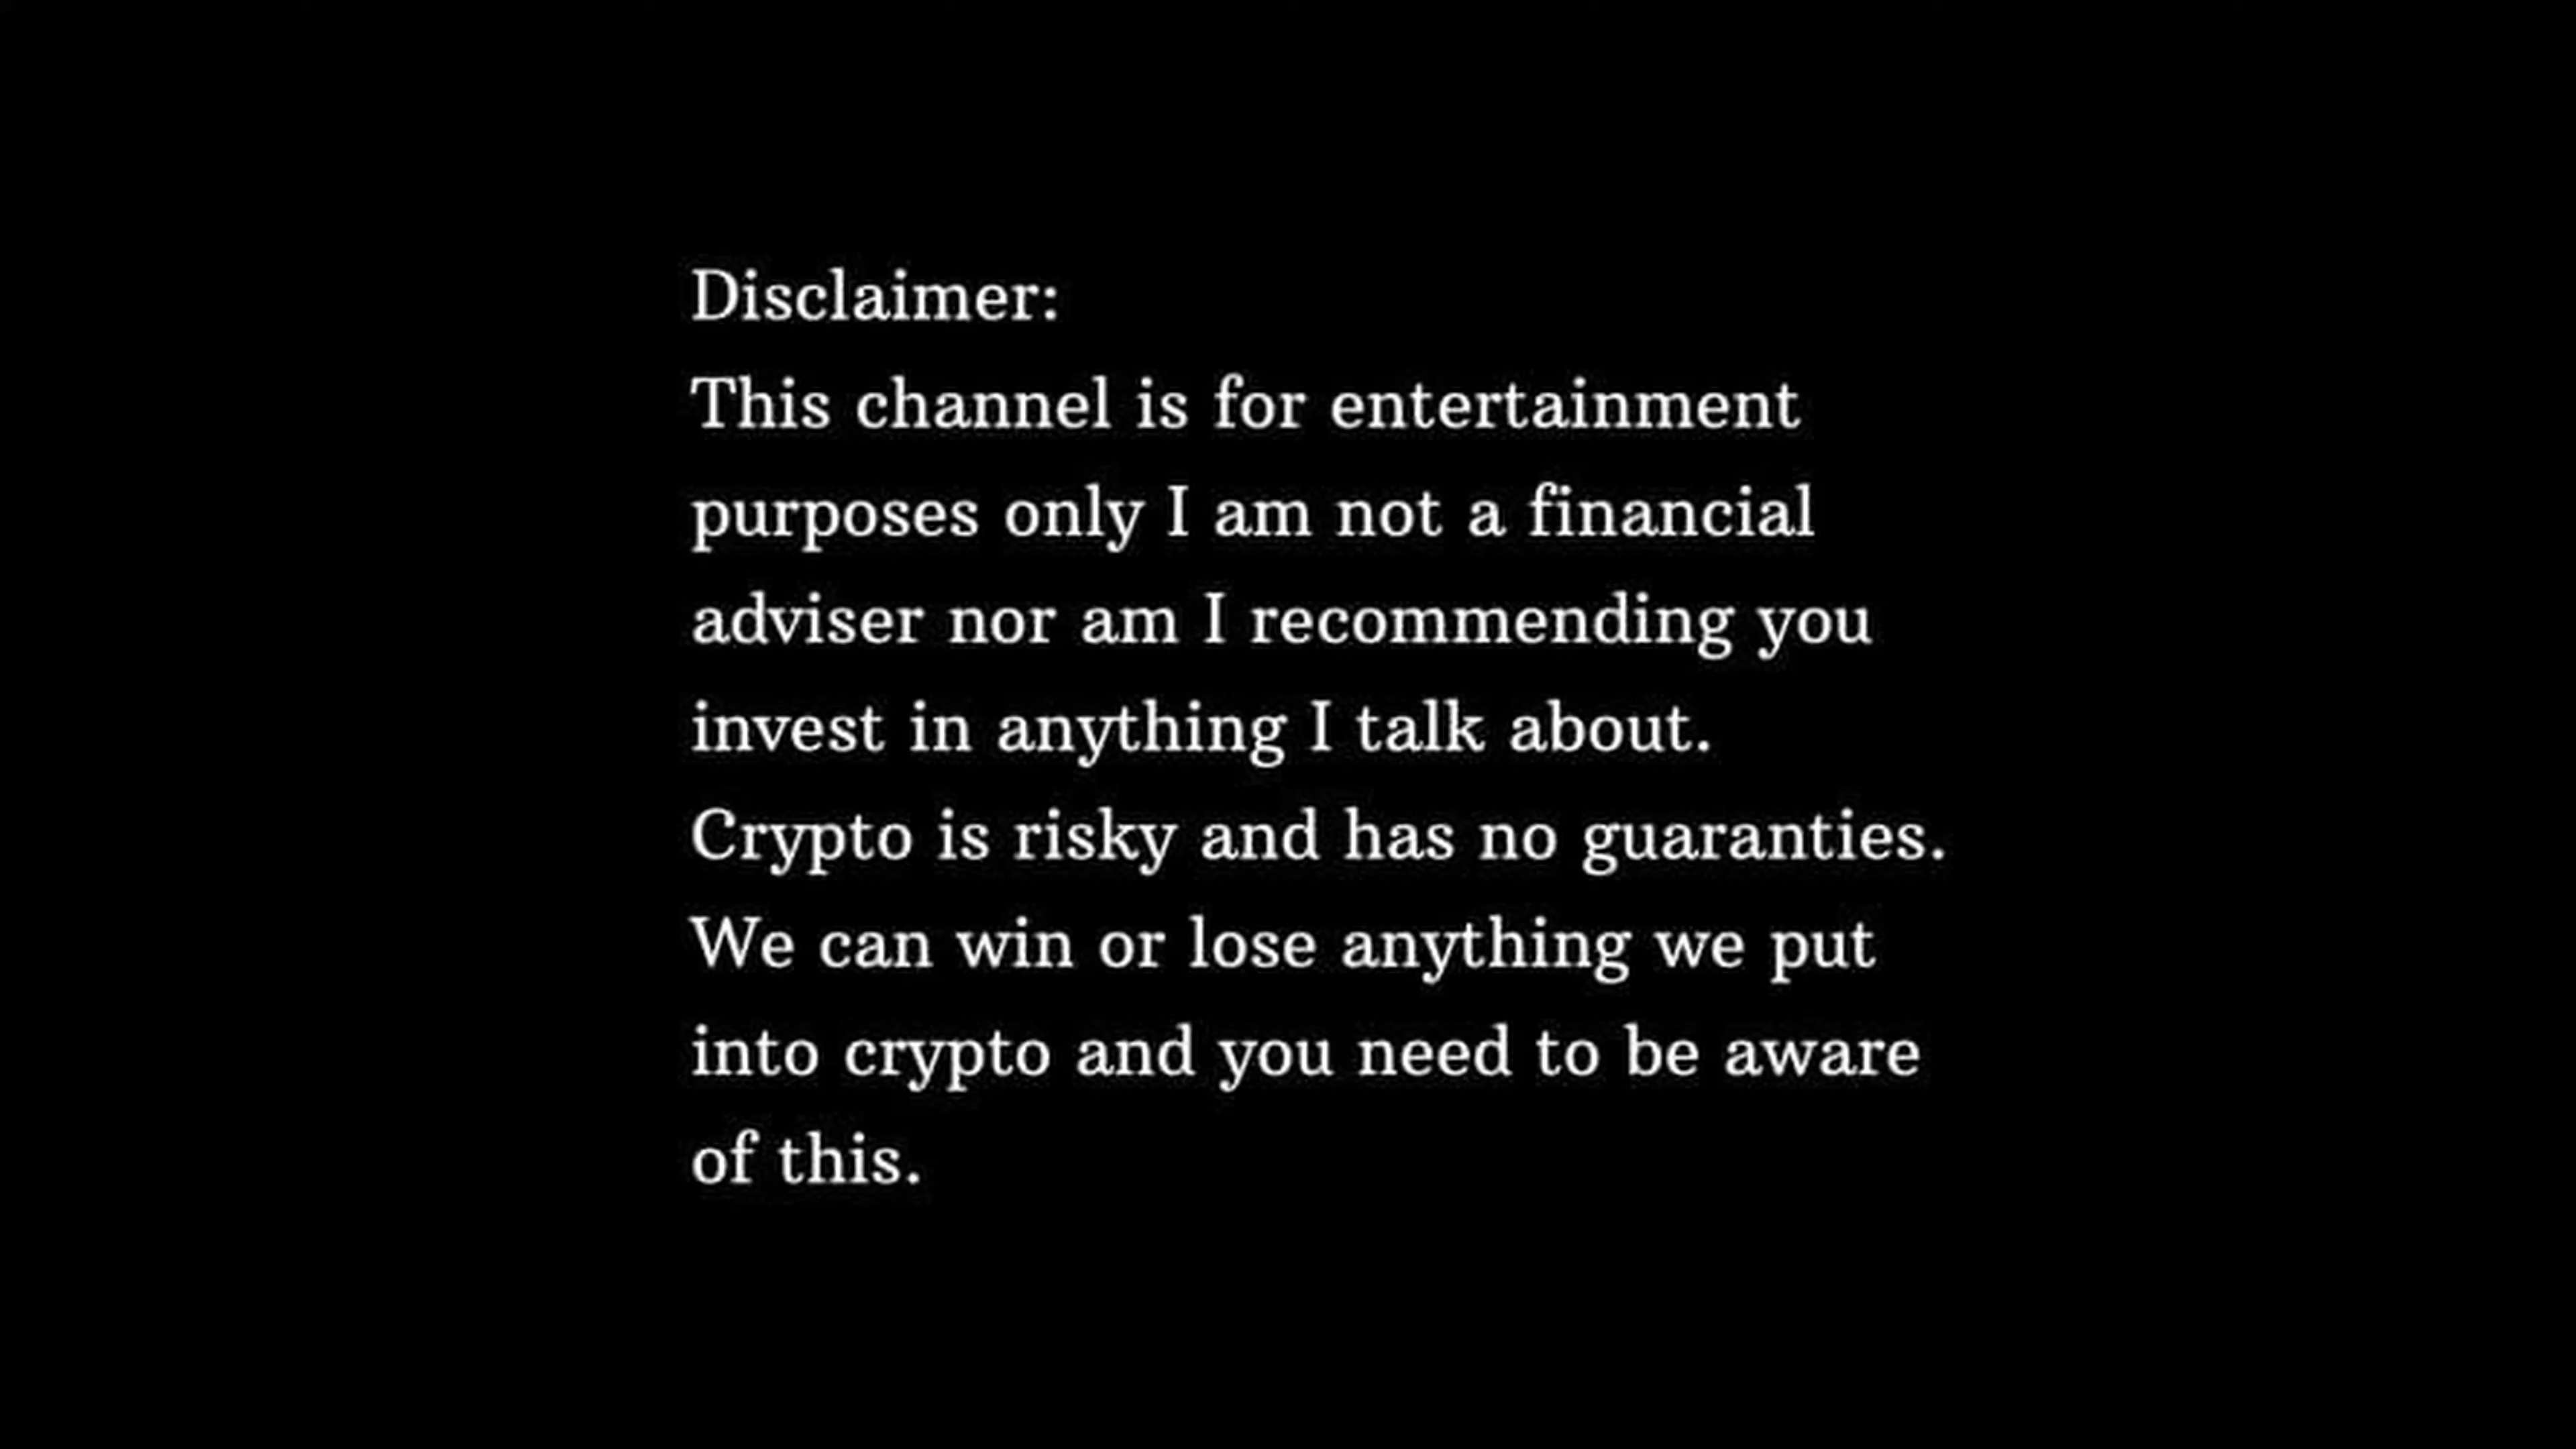 Disclaimer:
This channel is for entertainment
purposes only I am not a financial
adviser nor am I recommending you
invest in anything I talk about.
Crypto is risky and has no guaranties.
We can win or lose anything we put
into crypto and you need to be aware
of this.